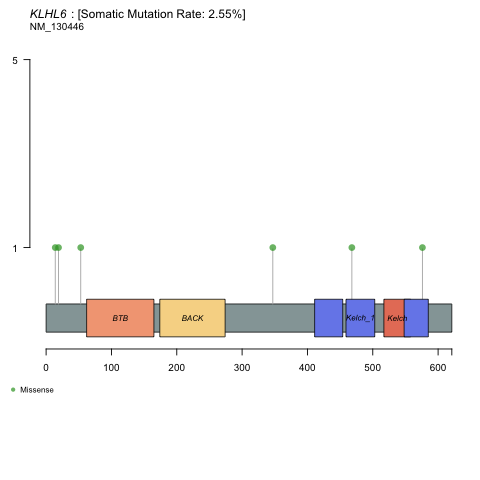 KLHL6 : [Somatic Mutation Rate: 2.55%]
NM_130446
5
1
BTB BACK Kelch_1 Kelch
0 100 200 300 400 500 600
Missense